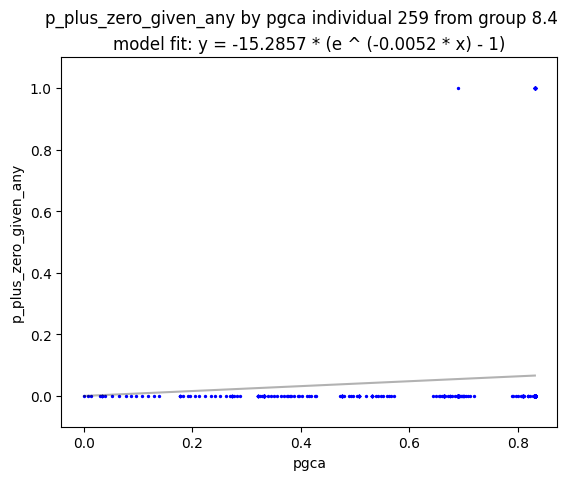 p_plus_zero_given_any by pgca individual 259 from group 8.4
model fit: y = -15.2857 * (e ^ (-0.0052 * x) - 1)
1.0
0.8
0.6
0.4
0.2
0.0
p_plus_zero_given_any
0.0 0.2 0.4 0.6 0.8
pgca